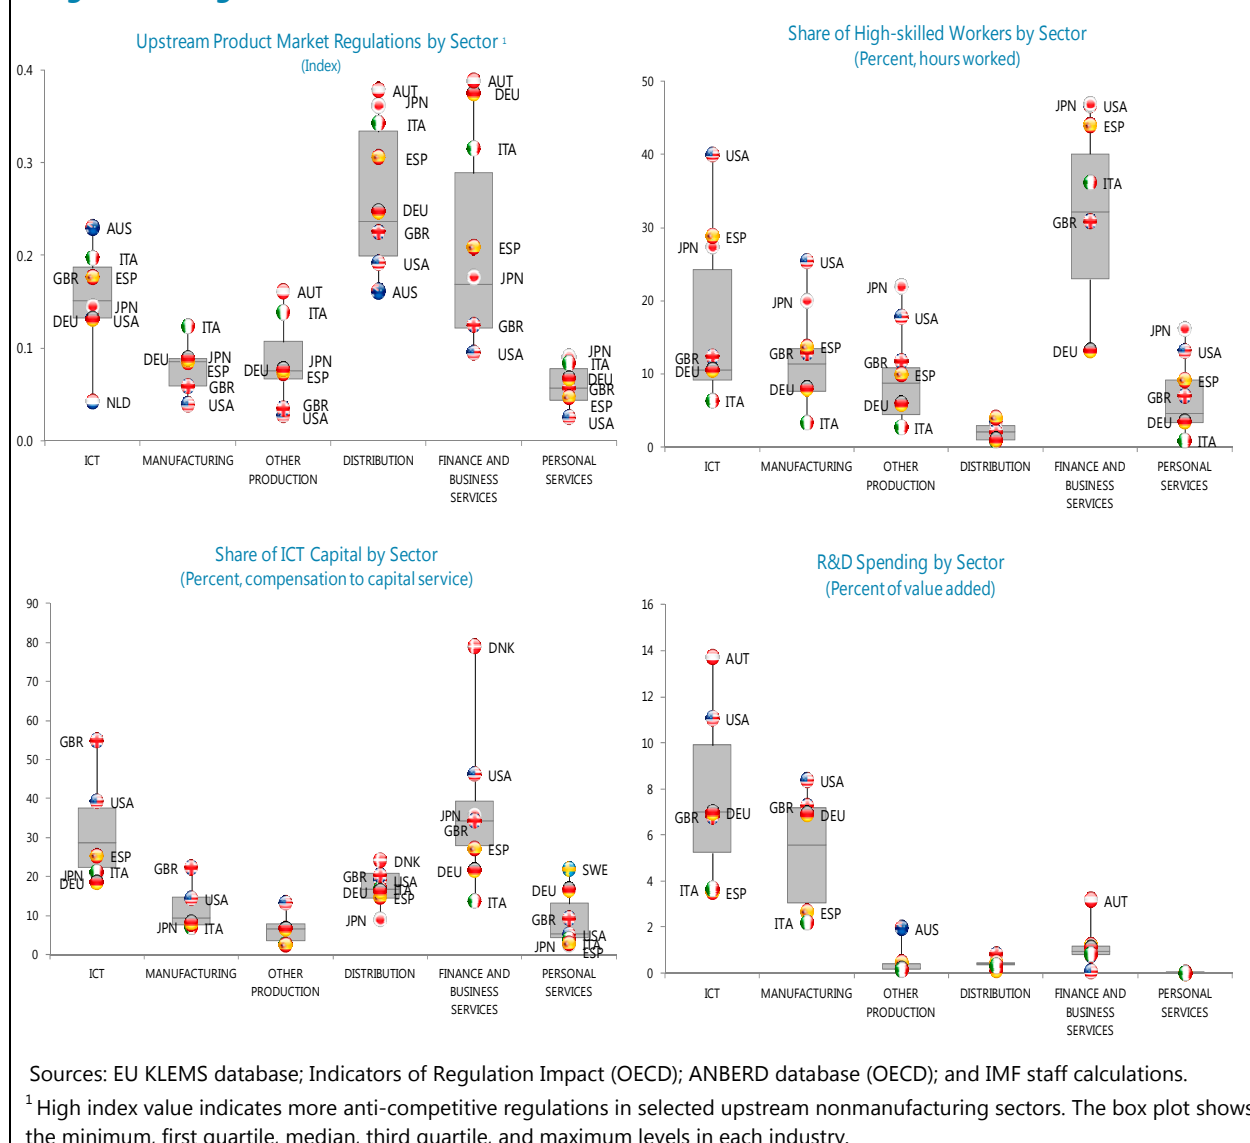 Upstream Product Market Regulations by Sector 1
(Index)
0.4
0.3
0.2
0.1
0.0
AUS
ITA
GBR
ESP
JPN
DEU
USA
NLD
ITA
DEU
JPN
ESP
GBR
USA
AUT
ITA
JPN
DEU
ESP
GBR
USA
AUT
JPN
ITA
ESP
DEU
GBR
USA
AUS
AUT
DEU
ITA
ESP
JPN
GBR
USA
JPN
ITA
DEU
GBR
ESP
USA
ICT
MANUFACTURING
OTHER
PRODUCTION
DISTRIBUTION
FINANCE AND
BUSINESS
SERVICES
PERSONAL
SERVICES
Share of High-skilled Workers by Sector
(Percent, hours worked)
50
40
30
20
10
0
USA
ESP
JPN
GBR
DEU
ITA
USA
JPN
ESP
GBR
DEU
ITA
JPN
USA
GBR
ESP
DEU
ITA
JPN
USA
ESP
ITA
GBR
DEU
JPN
USA
ESP
GBR
DEU
ITA
ICT
MANUFACTURING
OTHER
PRODUCTION
DISTRIBUTION
FINANCE AND
BUSINESS
SERVICES
PERSONAL
SERVICES
Share of ICT Capital by Sector
(Percent, compensation to capital service)
90
80
70
60
50
40
30
20
10
0
GBR
USA
ESP
JPN
ITA
DEU
GBR
USA
JPN
ITA
DNK
GBR
USA
DEU
ITA
ESP
JPN
DNK
USA
JPN
GBR
ESP
DEU
ITA
SWE
DEU
GBR
USA
JPN
ITA
ESP
ICT
MANUFACTURING
OTHER
PRODUCTION
DISTRIBUTION
FINANCE AND
BUSINESS
SERVICES
PERSONAL
SERVICES
R&D Spending by Sector
(Percent of value added)
16
14
12
10
8
6
4
2
0
AUT
USA
GBR
DEU
ITA
ESP
USA
GBR
DEU
ESP
ITA
AUS
AUT
ICT
MANUFACTURING
OTHER
PRODUCTION
DISTRIBUTION
FINANCE AND
BUSINESS
SERVICES
PERSONAL
SERVICES
Sources: EU KLEMS database; Indicators of Regulation Impact (OECD); ANBERD database (OECD); and IMF staff calculations.
1 High index value indicates more anti-competitive regulations in selected upstream nonmanufacturing sectors. The box plot shows
the minimum, first quartile, median, third quartile, and maximum levels in each industry.